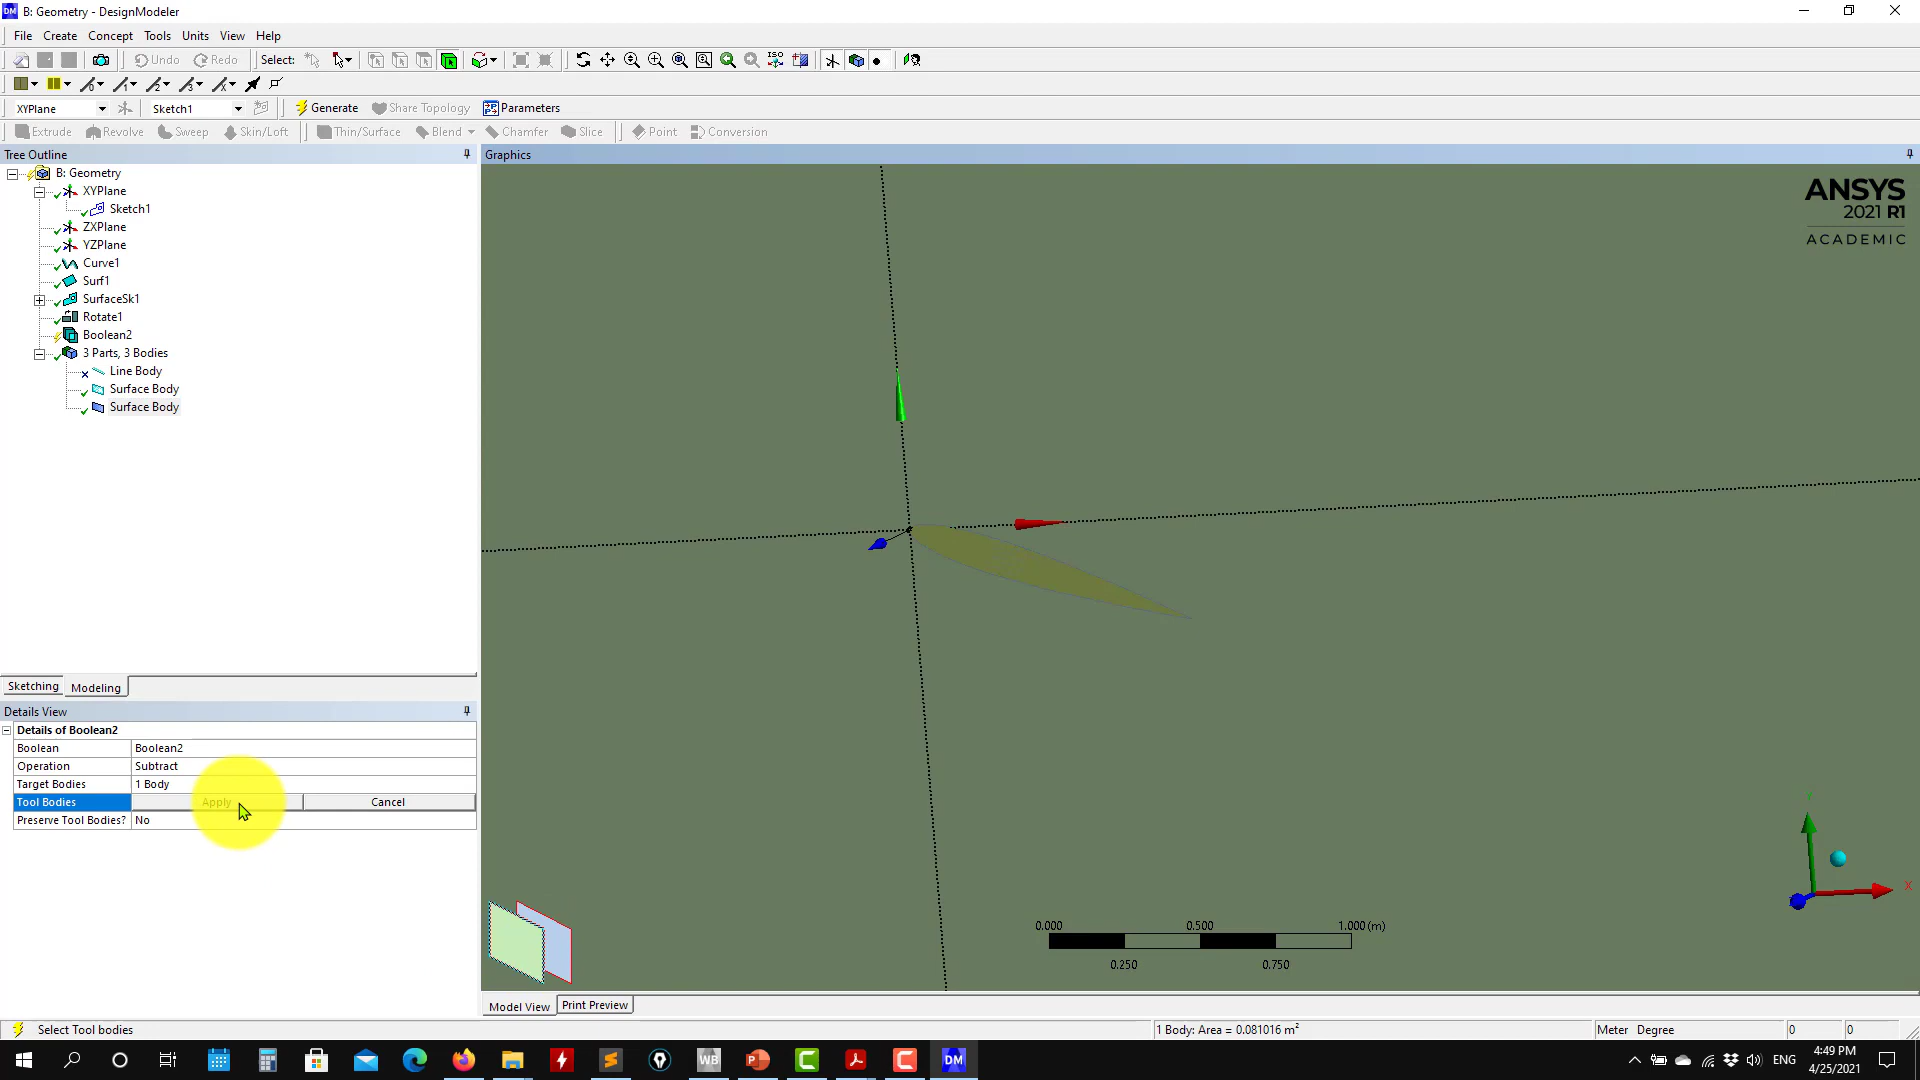 B: Geometry - DesignModeler
File Create Concept Tools Units View Help
Undo Redo Select:
XYPlane Sketch1 Generate Share Topology Parameters
Extrude Revolve Sweep Skin/Loft Thin/Surface Blend Chamfer Slice Point Conversion
Tree Outline
Graphics
B: Geometry
XYPlane
Sketch1
ZXPlane
YZPlane
Curve1
Surf1
SurfaceSk1
Rotate1
Boolean2
3 Parts, 3 Bodies
Line Body
Surface Body
Surface Body
ANSYS
2021 R1
ACADEMIC
Sketching Modeling
Details View
Details of Boolean2
Boolean Boolean2
Operation Subtract
Target Bodies 1 Body
Tool Bodies Apply Cancel
Preserve Tool Bodies? No
X
0.000 0.500 1.000 (m)
0.250 0.750
Model View Print Preview
Select Tool bodies
1 Body: Area = 0.081016 m²
Meter Degree 0 0
WB DM
ENG
4:49 PM
4/25/2021